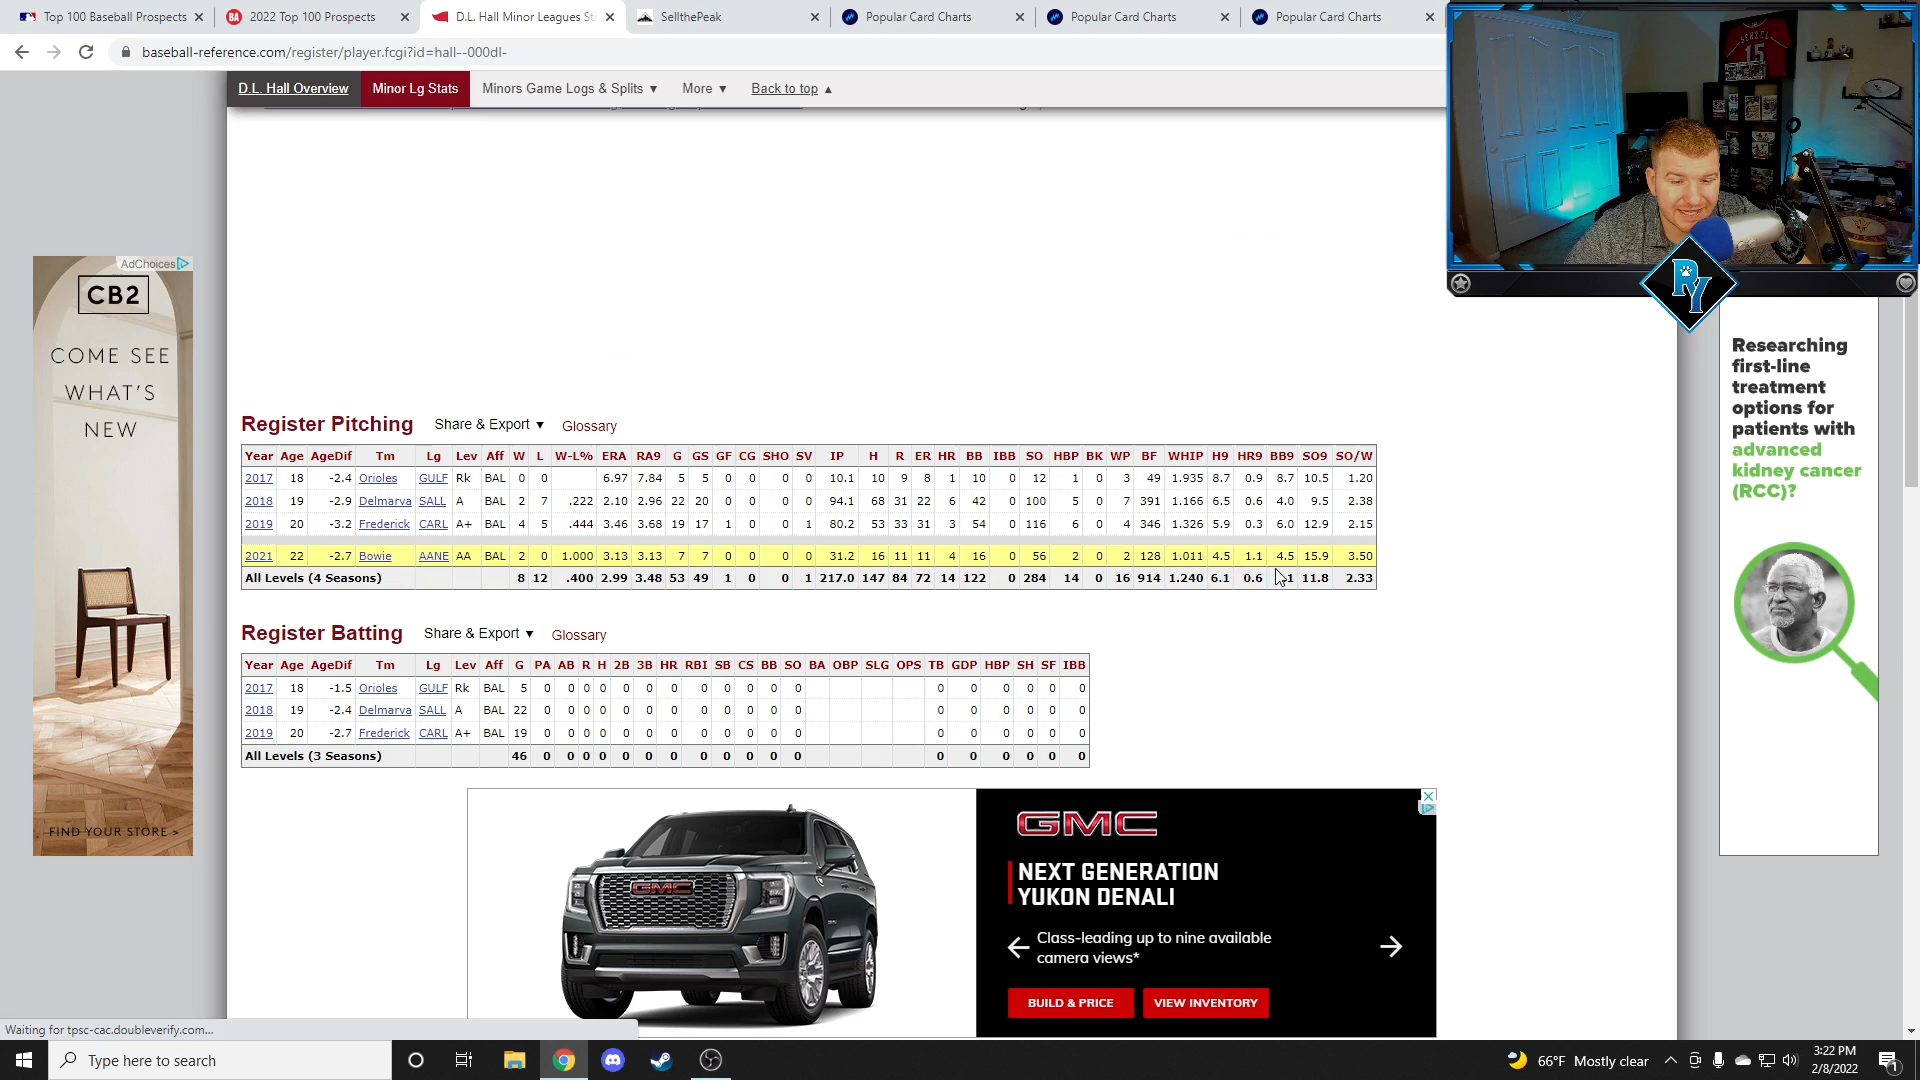 Top 100 Baseball Prospects
2022 Top 100 Prospects
D.L. Hall Minor Leagues St
SellthePeak
Popular Card Charts
Popular Card Charts
Popular Card Charts
baseball-reference.com/register/player.fcgi?id=hall--000dl-
D.L. Hall Overview Minor Lg Stats Minors Game Logs & Splits ▼ More ▼ Back to top ▲
SENZEL
15
RY
AdChoices
CB2
COME SEE
WHAT'S
NEW
FIND YOUR STORE >
Register Pitching Share & Export ▼ Glossary
Year Age AgeDif Tm Lg Lev Aff W L W-L% ERA RA9 G GS GF CG SHO SV IP H R ER HR BB IBB SO HBP BK WP BF WHIP H9 HR9 BB9 SO9 SO/W
2017 18 -2.4 Orioles GULF Rk BAL 0 0 6.97 7.84 5 5 0 0 0 0 10.1 10 9 8 1 10 0 12 1 0 3 49 1.935 8.7 0.9 8.7 10.5 1.20
2018 19 -2.9 Delmarva SALL A BAL 2 7 .222 2.10 2.96 22 20 0 0 0 0 94.1 68 31 22 6 42 0 100 5 0 7 391 1.166 6.5 0.6 4.0 9.5 2.38
2019 20 -3.2 Frederick CARL A+ BAL 4 5 .444 3.46 3.68 19 17 1 0 0 1 80.2 53 33 31 3 54 0 116 6 0 4 346 1.326 5.9 0.3 6.0 12.9 2.15
2021 22 -2.7 Bowie AANE AA BAL 2 0 1.000 3.13 3.13 7 7 0 0 0 0 31.2 16 11 11 4 16 0 56 2 0 2 128 1.011 4.5 1.1 4.5 15.9 3.50
All Levels (4 Seasons) 8 12 .400 2.99 3.48 53 49 1 0 0 1 217.0 147 84 72 14 122 0 284 14 0 16 914 1.240 6.1 0.6 .1 11.8 2.33
Register Batting Share & Export ▼ Glossary
Year Age AgeDif Tm Lg Lev Aff G PA AB R H 2B 3B HR RBI SB CS BB SO BA OBP SLG OPS TB GDP HBP SH SF IBB
2017 18 -1.5 Orioles GULF Rk BAL 5 0 0 0 0 0 0 0 0 0 0 0 0 0 0 0 0 0 0
2018 19 -2.4 Delmarva SALL A BAL 22 0 0 0 0 0 0 0 0 0 0 0 0 0 0 0 0 0 0
2019 20 -2.7 Frederick CARL A+ BAL 19 0 0 0 0 0 0 0 0 0 0 0 0 0 0 0 0 0 0
All Levels (3 Seasons) 46 0 0 0 0 0 0 0 0 0 0 0 0 0 0 0 0 0 0
GMC
GMC
NEXT GENERATION
YUKON DENALI
Class-leading up to nine available
camera views*
BUILD & PRICE VIEW INVENTORY
Researching
first-line
treatment
options for
patients with
advanced
kidney cancer
(RCC)?
Waiting for tpsc-cac.doubleverify.com...
Type here to search
66°F Mostly clear
3:22 PM
2/8/2022
1